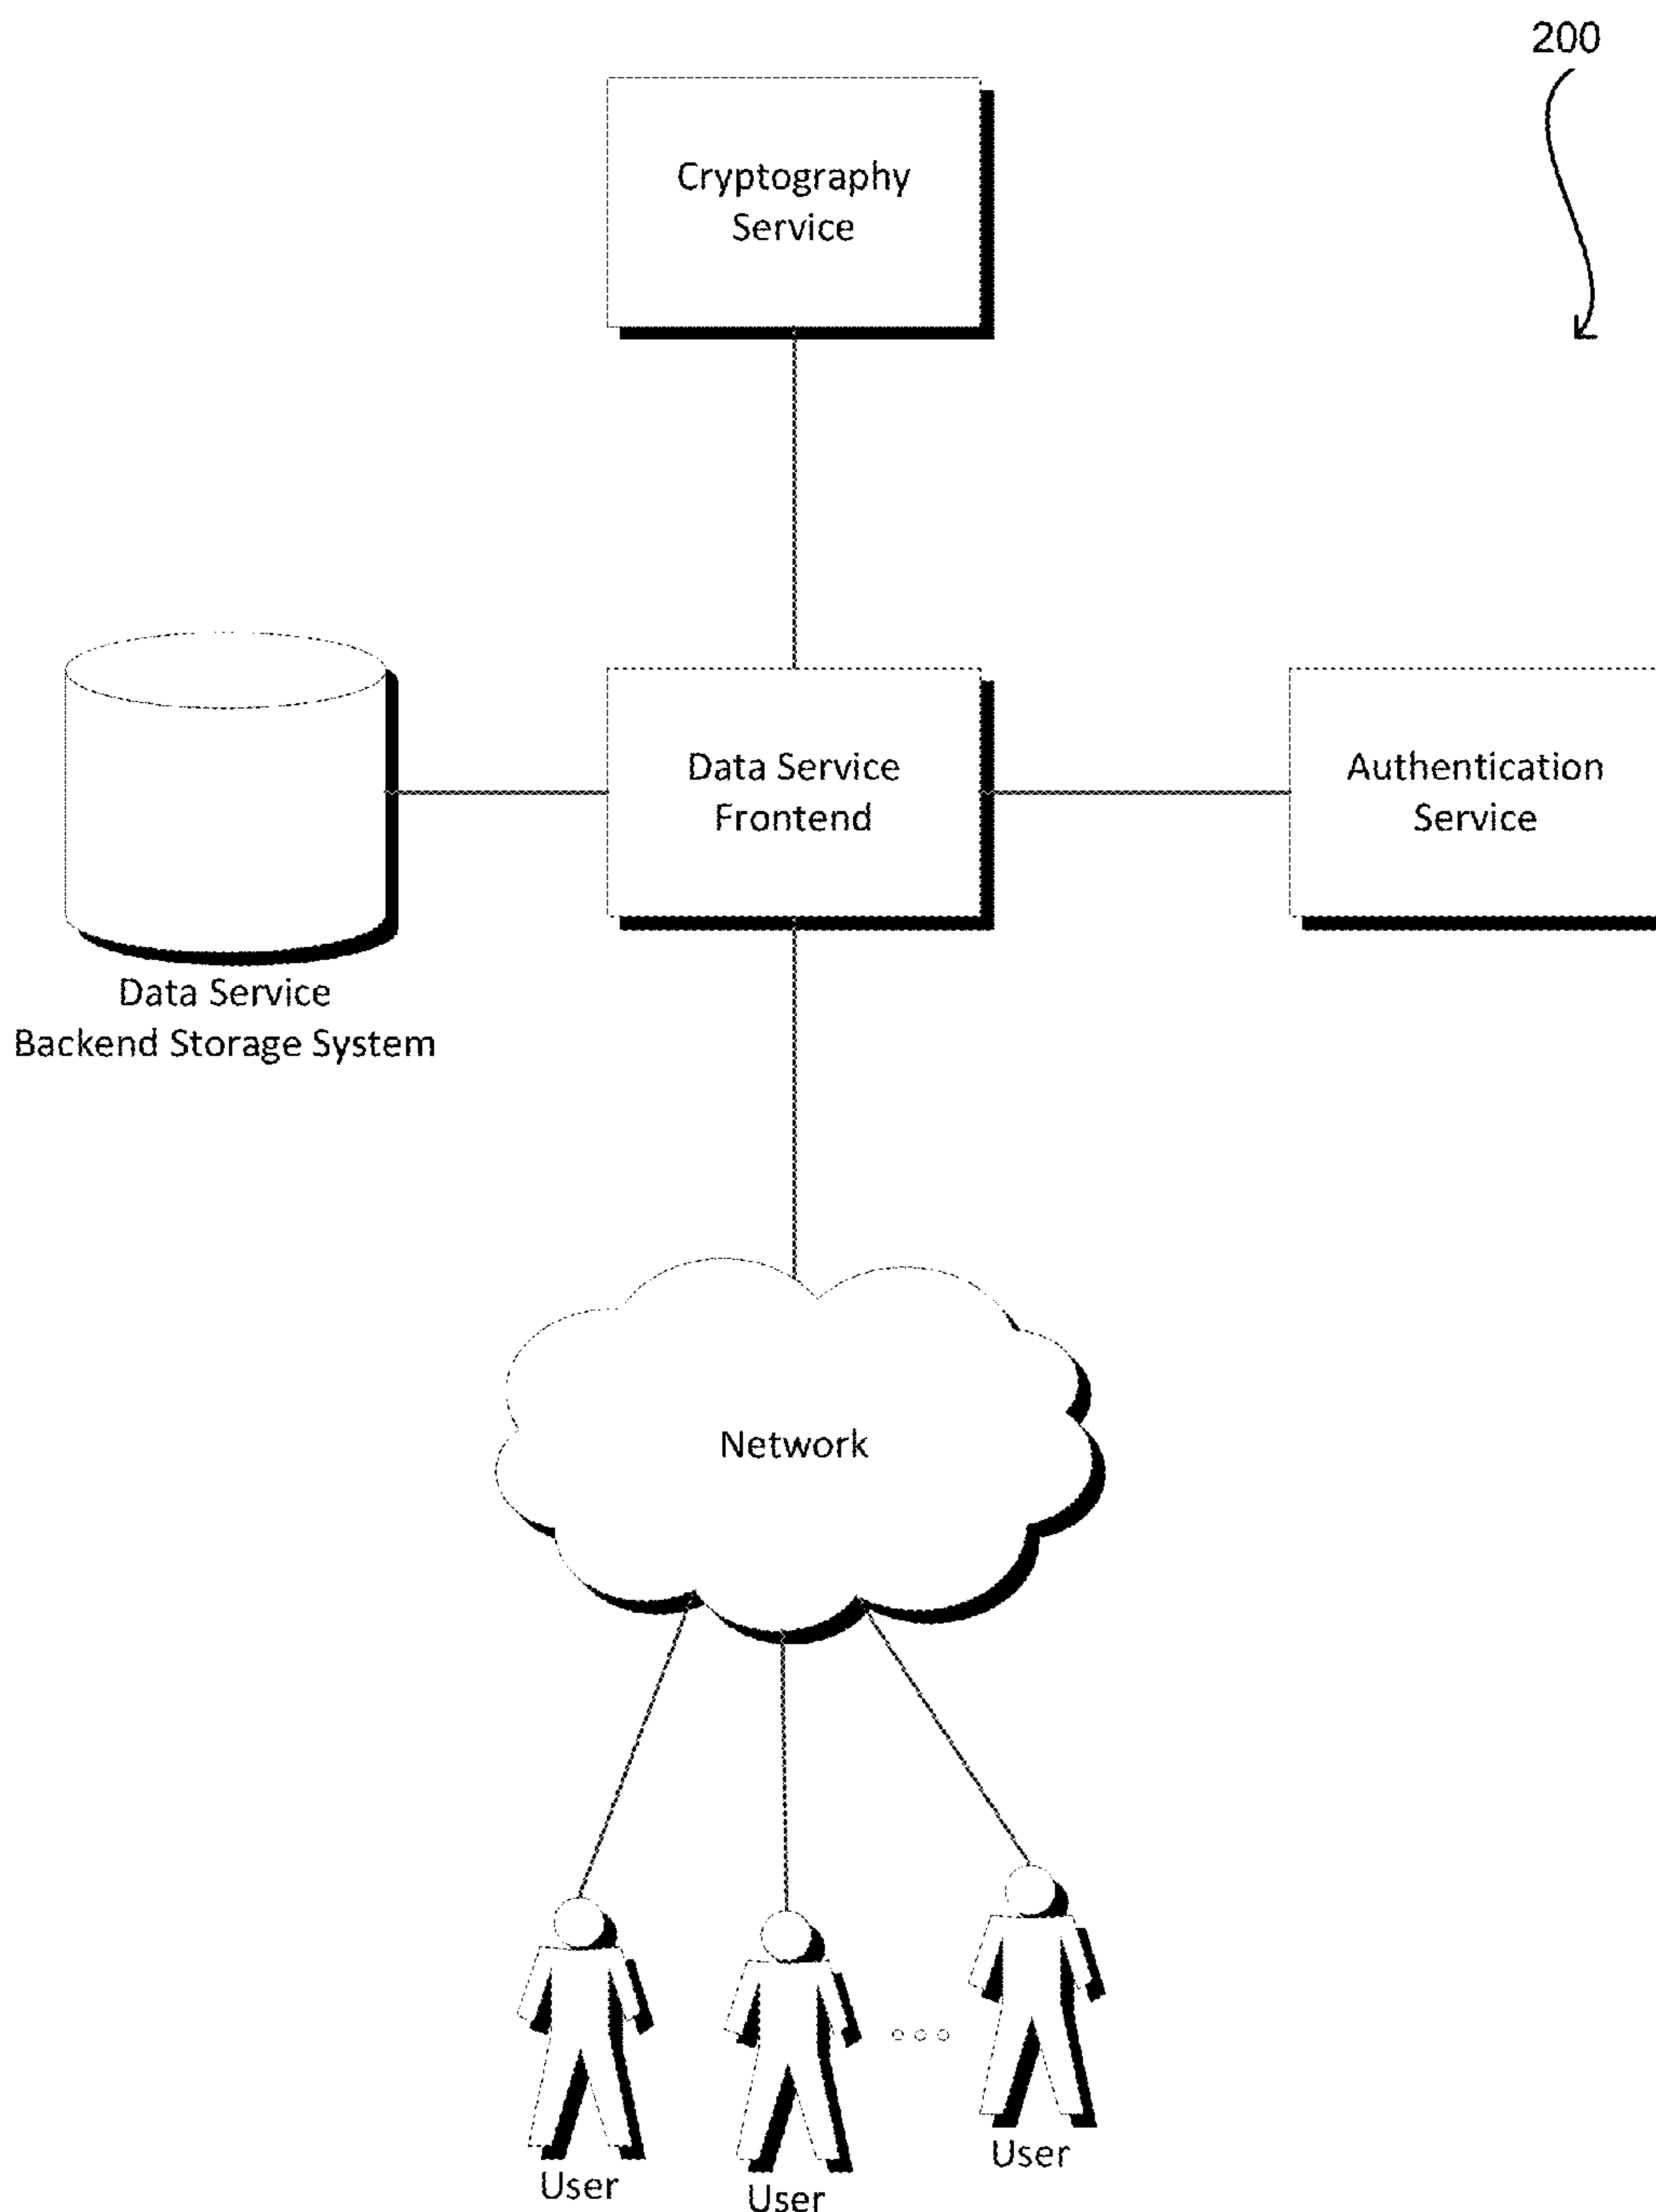 200
Cryptography
Service
Data Service
Frontend
Authentication
Service
Data Service
Backend Storage System
Network
User
User
User